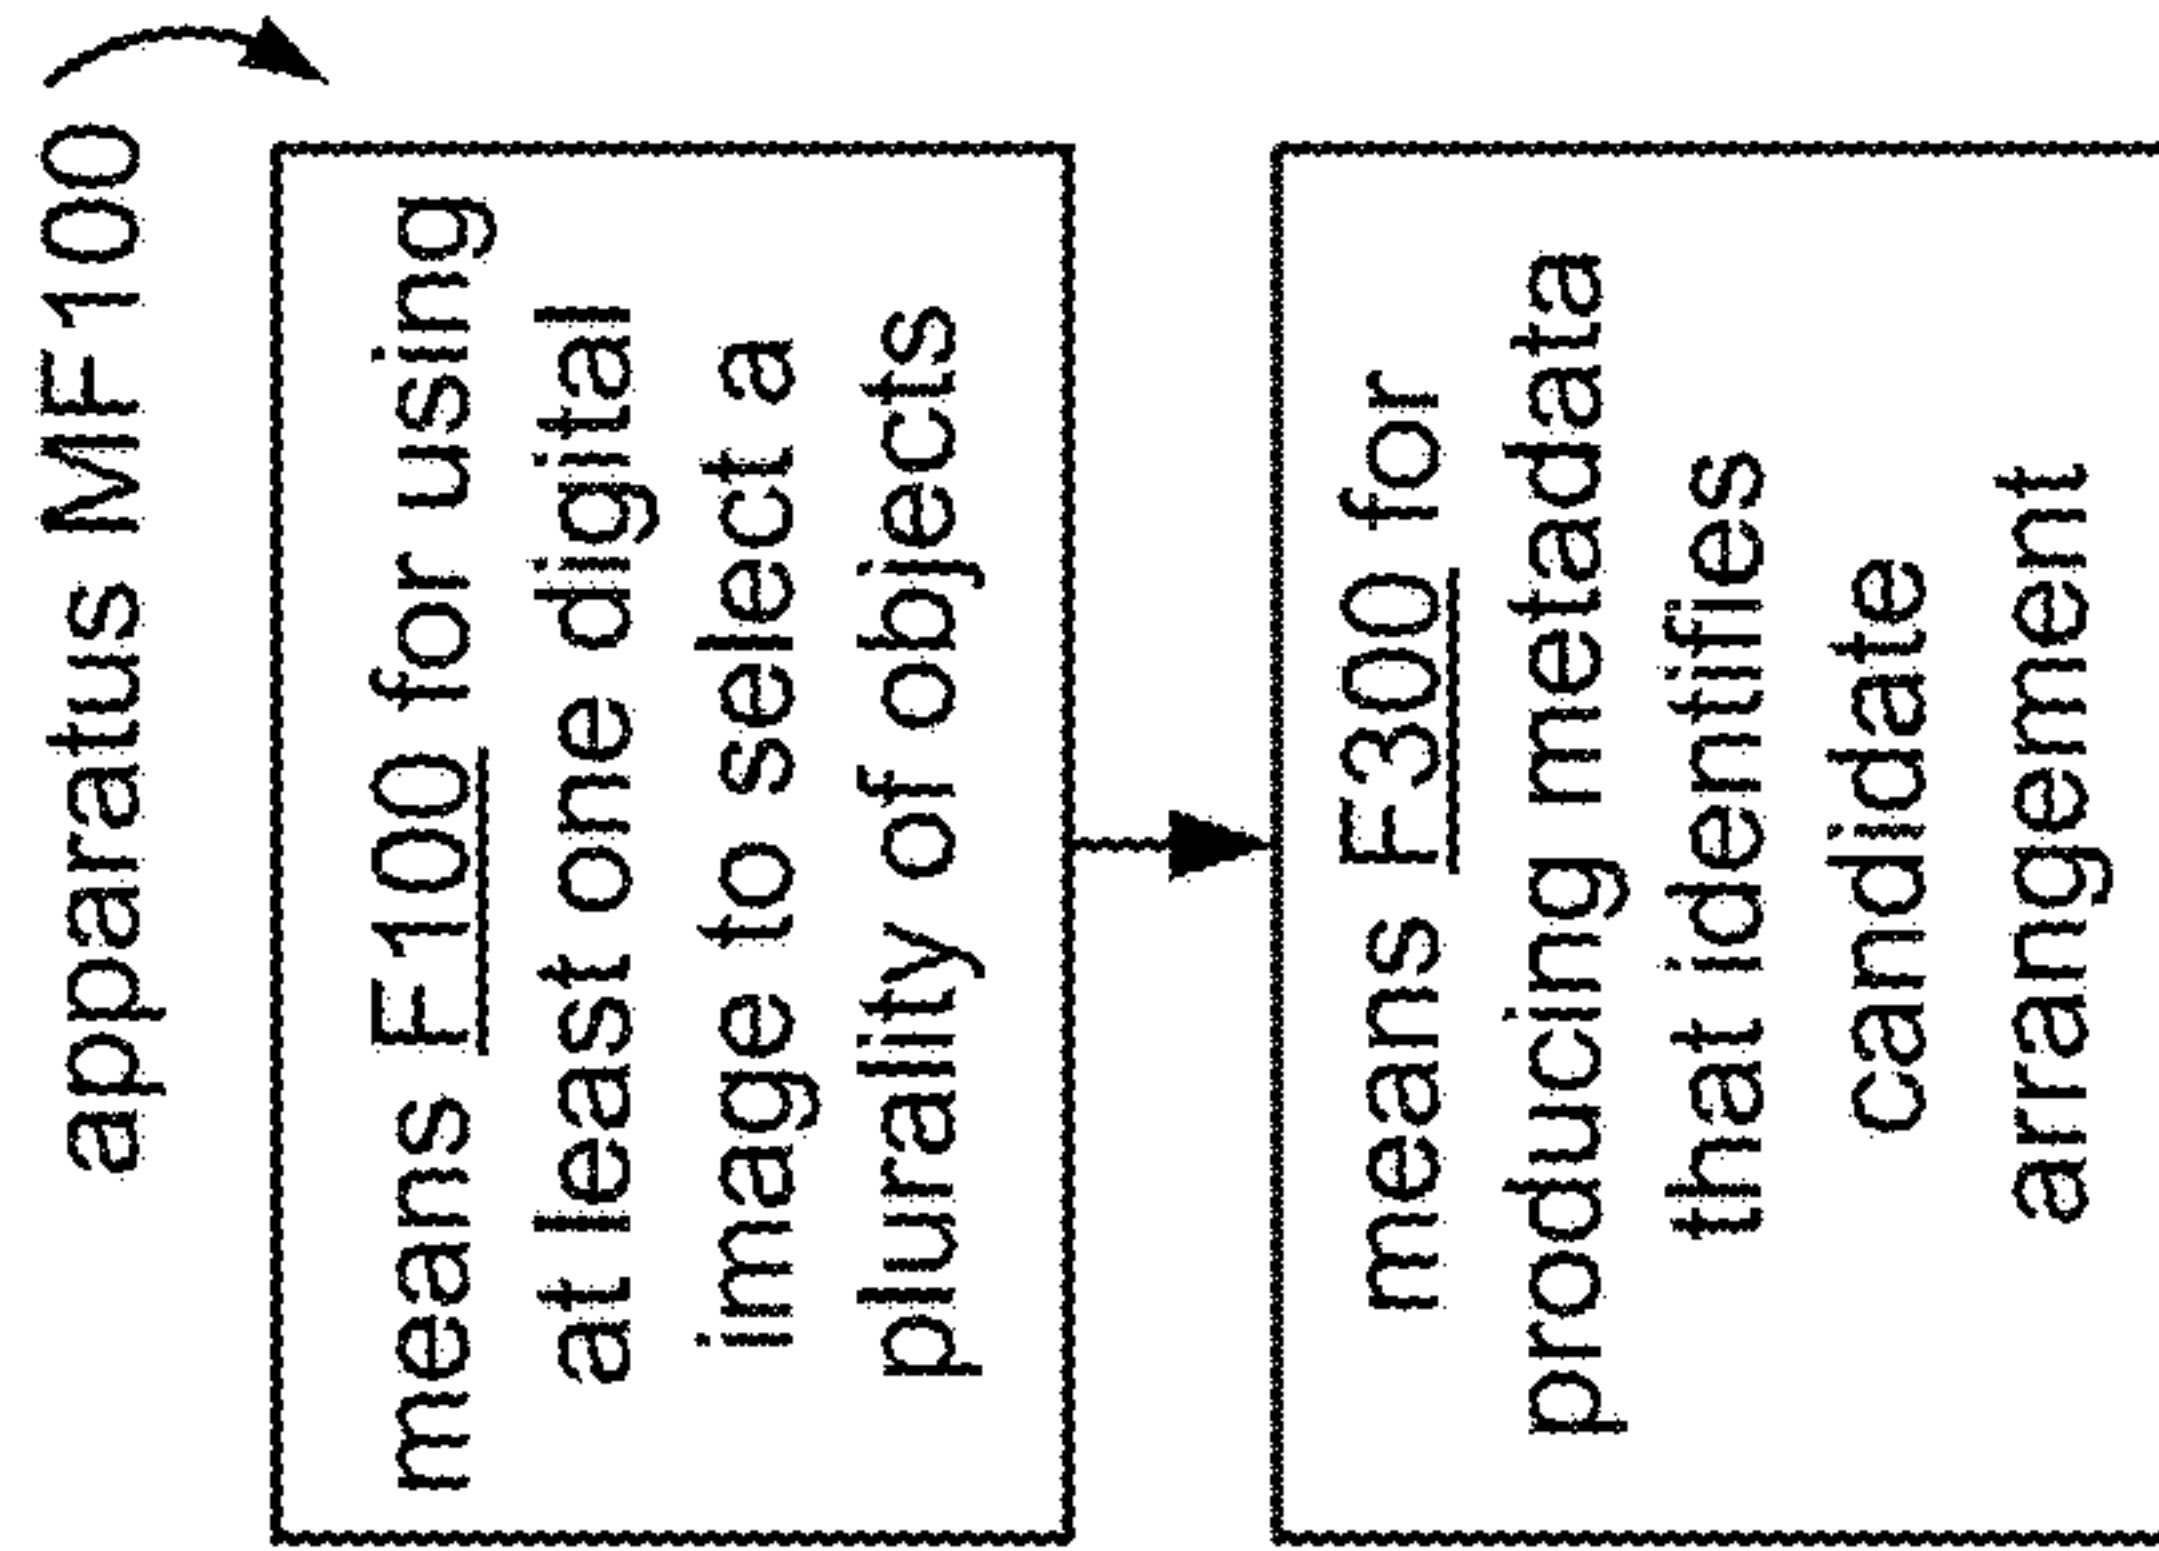 apparatus MF100
means F100 for using
at least one digital
image to select a
plurality of objects
means F300 for
producing metadata
that identifies
candidate
arrangement